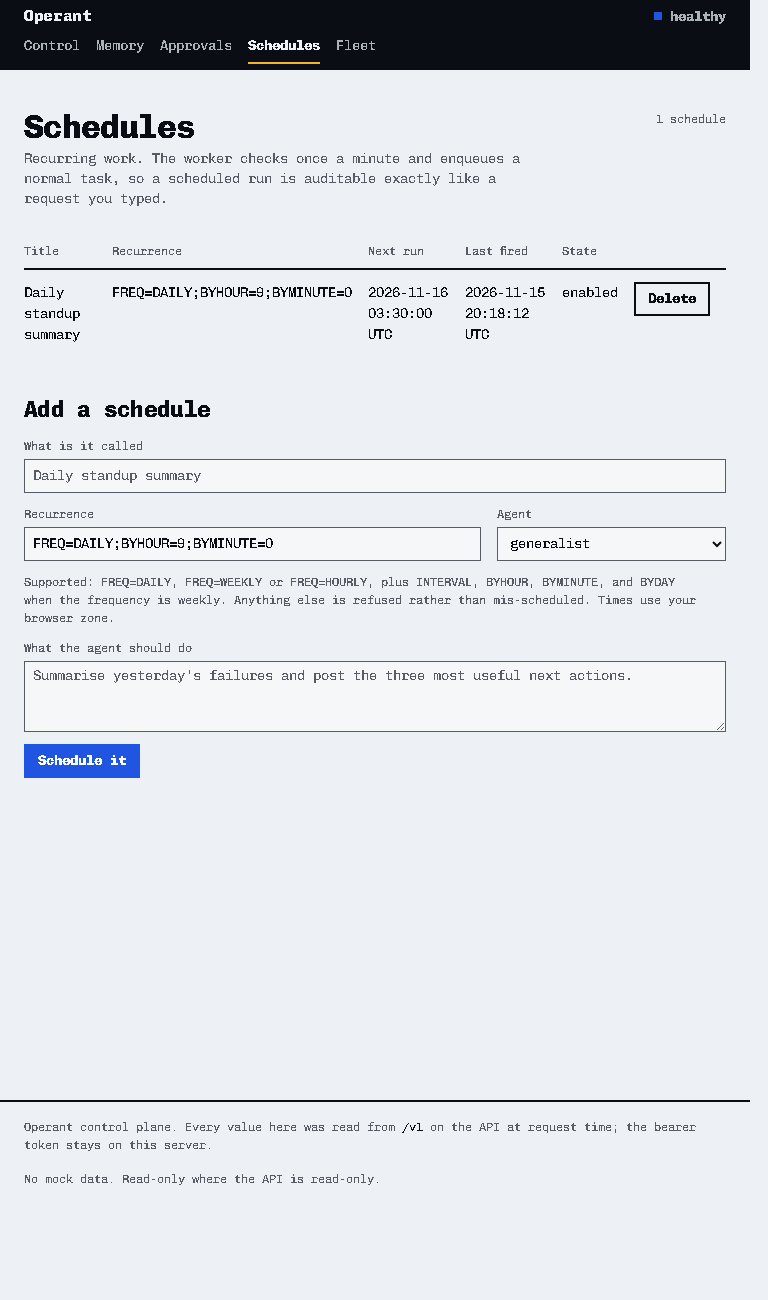 Operant
healthy
Control Memory Approvals Schedules Fleet
Schedules
1 schedule
Recurring work. The worker checks once a minute and enqueues a
normal task, so a scheduled run is auditable exactly like a
request you typed.
Title Recurrence Next run Last fired State
Daily FREQ=DAILY;BYHOUR=9;BYMINUTE=0 2026-11-16 2026-11-15 enabled Delete
standup 03:30:00 20:18:12
summary UTC UTC
Add a schedule
What is it called
Daily standup summary
Recurrence Agent
FREQ=DAILY;BYHOUR=9;BYMINUTE=0 generalist
Supported: FREQ=DAILY, FREQ=WEEKLY or FREQ=HOURLY, plus INTERVAL, BYHOUR, BYMINUTE, and BYDAY
when the frequency is weekly. Anything else is refused rather than mis-scheduled. Times use your
browser zone.
What the agent should do
Summarise yesterday's failures and post the three most useful next actions.
Schedule it
Operant control plane. Every value here was read from /v1 on the API at request time; the bearer
token stays on this server.
No mock data. Read-only where the API is read-only.